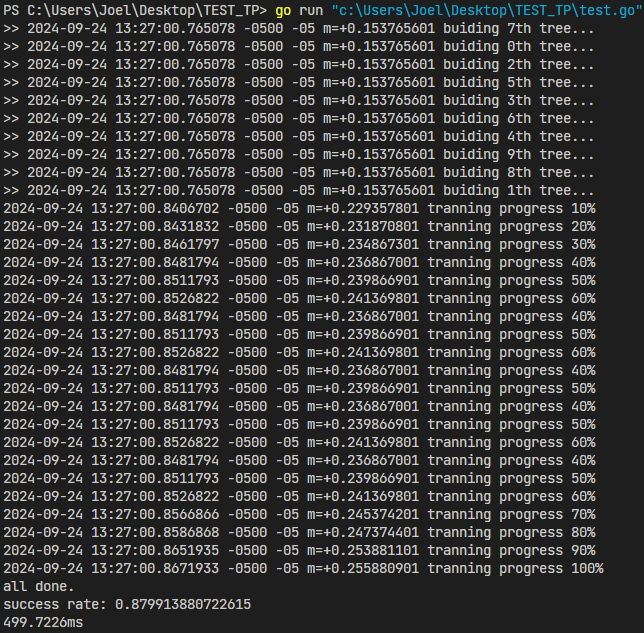 PS C:\Users\Joel\Desktop\TEST_TP> go run "c:\Users\Joel\Desktop\TEST_TP\test.go"
>> 2024-09-24 13:27:00.765078 -0500 -05 m=+0.153765601 buiding 7th tree...
>> 2024-09-24 13:27:00.765078 -0500 -05 m=+0.153765601 buiding 0th tree...
>> 2024-09-24 13:27:00.765078 -0500 -05 m=+0.153765601 buiding 2th tree...
>> 2024-09-24 13:27:00.765078 -0500 -05 m=+0.153765601 buiding 5th tree...
>> 2024-09-24 13:27:00.765078 -0500 -05 m=+0.153765601 buiding 3th tree...
>> 2024-09-24 13:27:00.765078 -0500 -05 m=+0.153765601 buiding 6th tree...
>> 2024-09-24 13:27:00.765078 -0500 -05 m=+0.153765601 buiding 4th tree...
>> 2024-09-24 13:27:00.765078 -0500 -05 m=+0.153765601 buiding 9th tree...
>> 2024-09-24 13:27:00.765078 -0500 -05 m=+0.153765601 buiding 8th tree...
>> 2024-09-24 13:27:00.765078 -0500 -05 m=+0.153765601 buiding 1th tree...
2024-09-24 13:27:00.8406702 -0500 -05 m=+0.229357801 tranning progress 10%
2024-09-24 13:27:00.8431832 -0500 -05 m=+0.231870801 tranning progress 20%
2024-09-24 13:27:00.8461797 -0500 -05 m=+0.234867301 tranning progress 30%
2024-09-24 13:27:00.8481794 -0500 -05 m=+0.236867001 tranning progress 40%
2024-09-24 13:27:00.8511793 -0500 -05 m=+0.239866901 tranning progress 50%
2024-09-24 13:27:00.8526822 -0500 -05 m=+0.241369801 tranning progress 60%
2024-09-24 13:27:00.8481794 -0500 -05 m=+0.236867001 tranning progress 40%
2024-09-24 13:27:00.8511793 -0500 -05 m=+0.239866901 tranning progress 50%
2024-09-24 13:27:00.8526822 -0500 -05 m=+0.241369801 tranning progress 60%
2024-09-24 13:27:00.8481794 -0500 -05 m=+0.236867001 tranning progress 40%
2024-09-24 13:27:00.8511793 -0500 -05 m=+0.239866901 tranning progress 50%
2024-09-24 13:27:00.8481794 -0500 -05 m=+0.236867001 tranning progress 40%
2024-09-24 13:27:00.8511793 -0500 -05 m=+0.239866901 tranning progress 50%
2024-09-24 13:27:00.8526822 -0500 -05 m=+0.241369801 tranning progress 60%
2024-09-24 13:27:00.8481794 -0500 -05 m=+0.236867001 tranning progress 40%
2024-09-24 13:27:00.8511793 -0500 -05 m=+0.239866901 tranning progress 50%
2024-09-24 13:27:00.8526822 -0500 -05 m=+0.241369801 tranning progress 60%
2024-09-24 13:27:00.8566866 -0500 -05 m=+0.245374201 tranning progress 70%
2024-09-24 13:27:00.8586868 -0500 -05 m=+0.247374401 tranning progress 80%
2024-09-24 13:27:00.8651935 -0500 -05 m=+0.253881101 tranning progress 90%
2024-09-24 13:27:00.8671933 -0500 -05 m=+0.255880901 tranning progress 100%
all done.
success rate: 0.879913880722615
499.7226ms